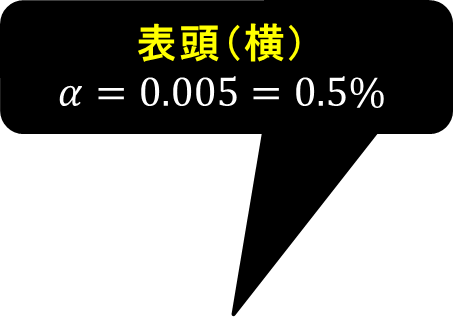 表頭（横）
α = 0.005 = 0.5%